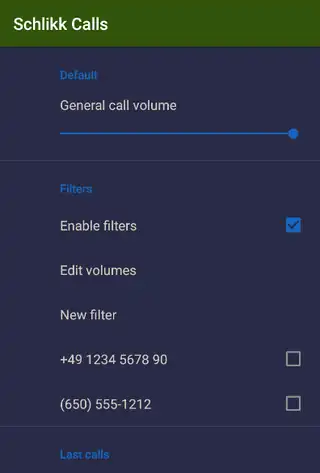 Schlikk Calls
Default
General call volume
Filters
Enable filters
Edit volumes
New filter
+49 1234 5678 90
(650) 555-1212
Last calls